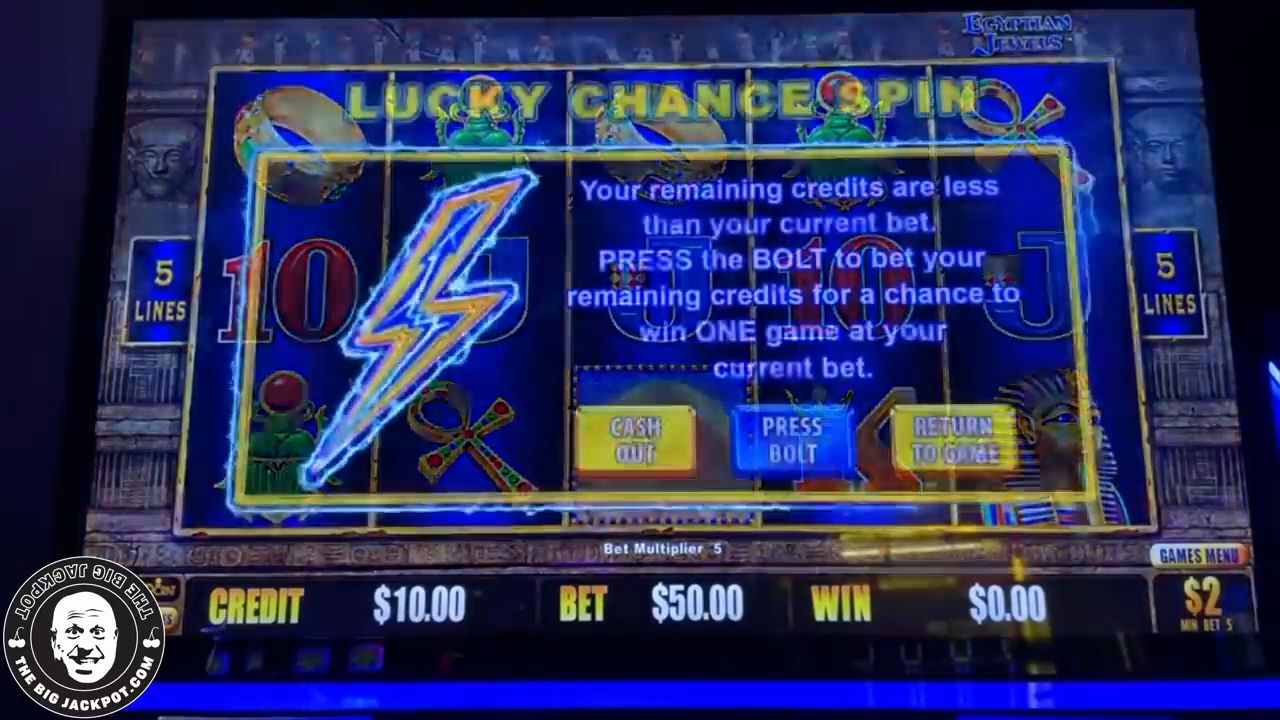 EGYPTIAN
JEWELS
LUCKY CHANCE SPIN
Your remaining credits are less
than your current bet.
PRESS the BOLT to bet your
remaining credits for a chance to
win ONE game at your
current bet.
10
J
J
10
J
5
LINES
5
LINES
CASH
OUT
PRESS
BOLT
RETURN
TO GAME
Bet Multiplier 5
GAMES MENU
CREDIT $10.00 BET $50.00 WIN $0.00
$2
MIN BET 5
THE BIG JACKPOT
THE BIG JACKPOT.COM